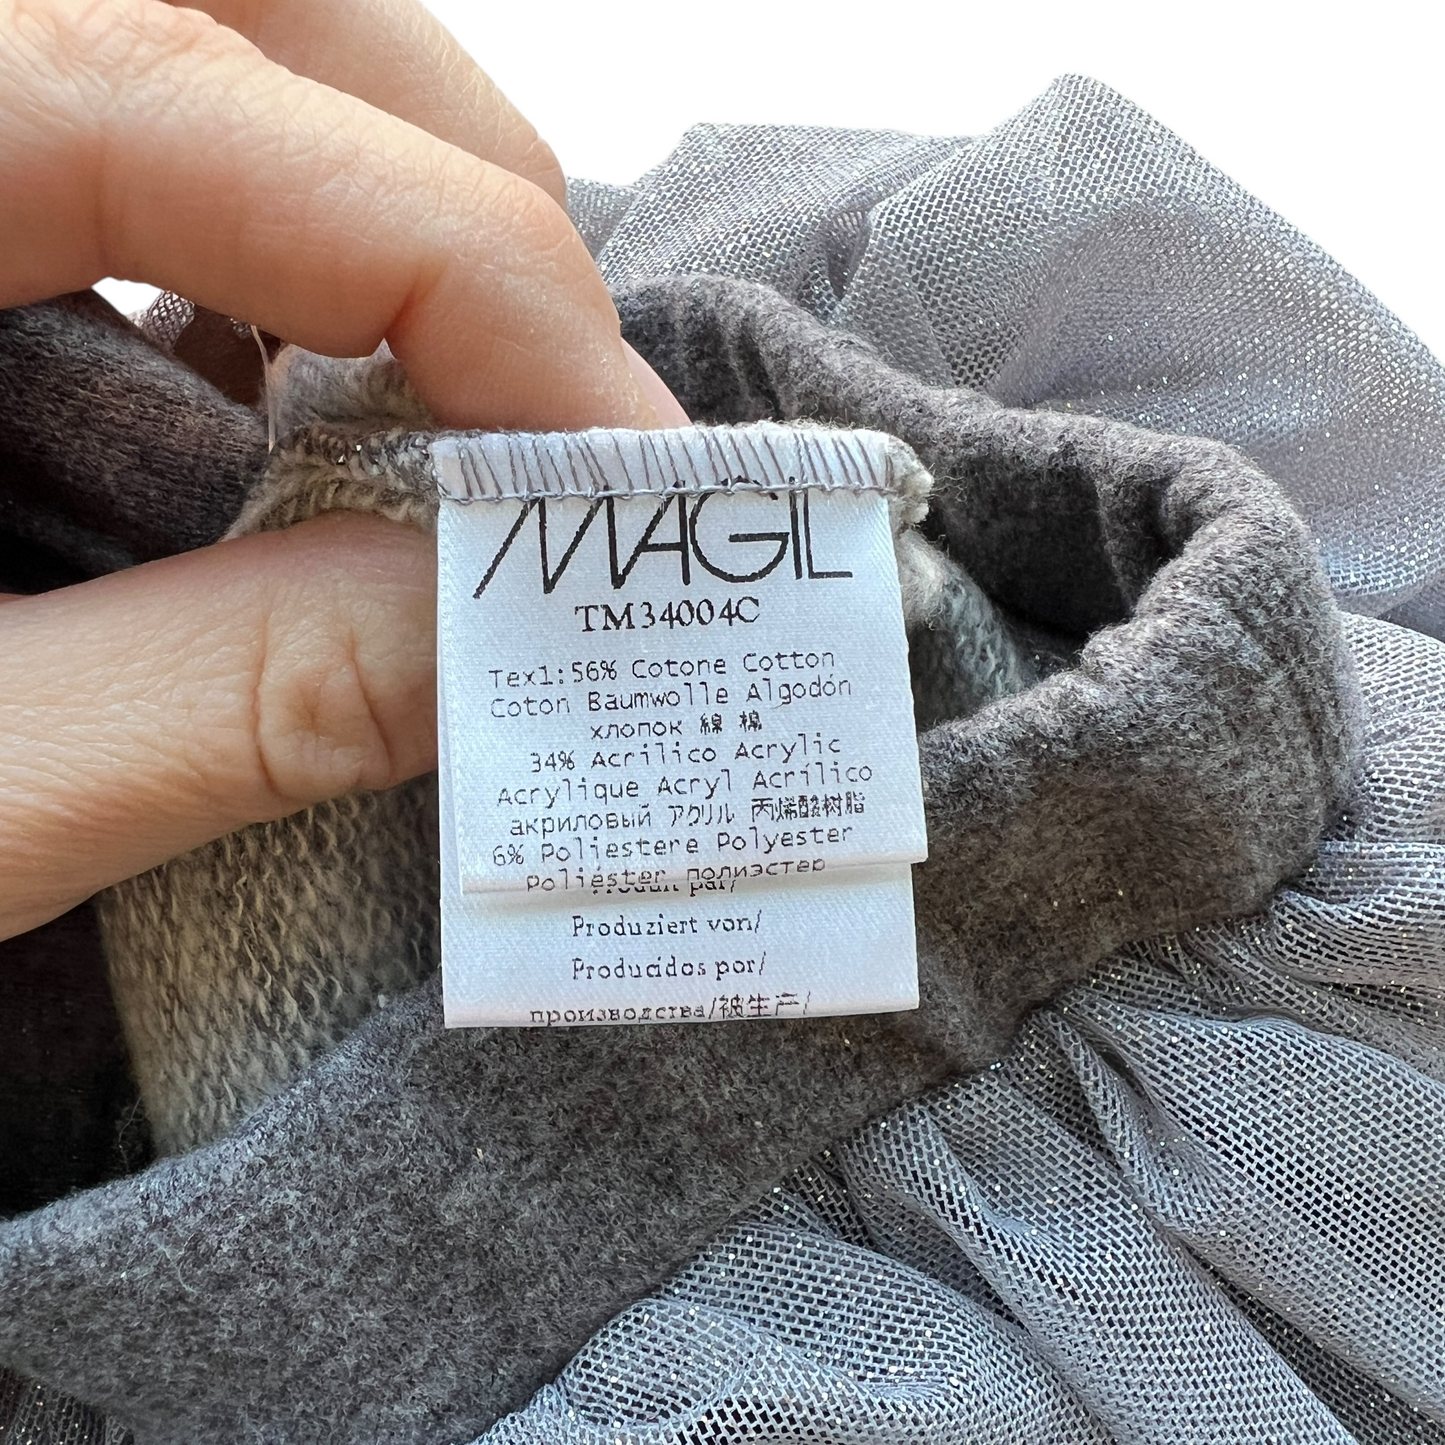 MAGIL
TM34004C
Tex1:56% Cotone Cotton
Coton Baumwolle Algodón
хлопок 綿 棉
34% Acrilico Acrylic
Acrylique Acryl Acrílico
акриловый アクリル 丙烯酸树脂
6% Poliestere Polyester
Poliéster полиэстер
par/
Produziert von/
Producidos por/
производства/被生产/